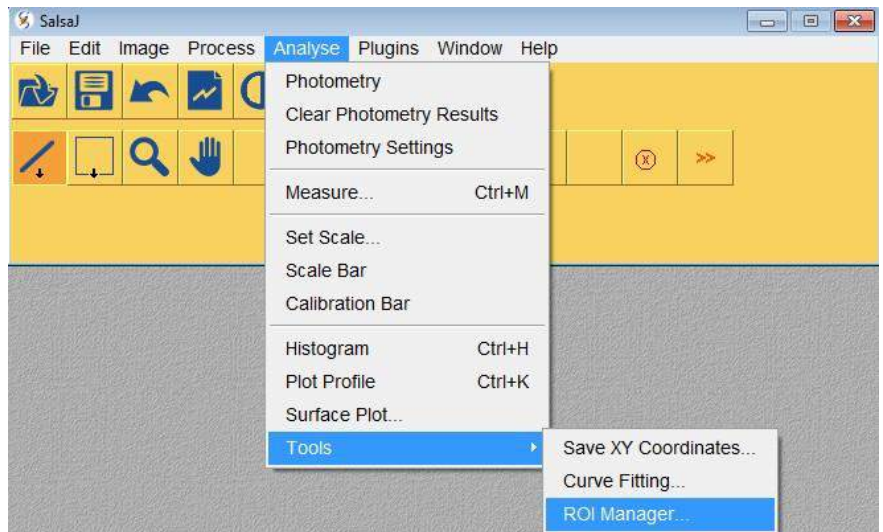 SalsaJ
File Edit Image Process Analyse Plugins Window Help
Photometry
Clear Photometry Results
Photometry Settings
Measure... Ctrl+M
Set Scale...
Scale Bar
Calibration Bar
Histogram Ctrl+H
Plot Profile Ctrl+K
Surface Plot...
Tools
Save XY Coordinates...
Curve Fitting...
ROI Manager...
X >>